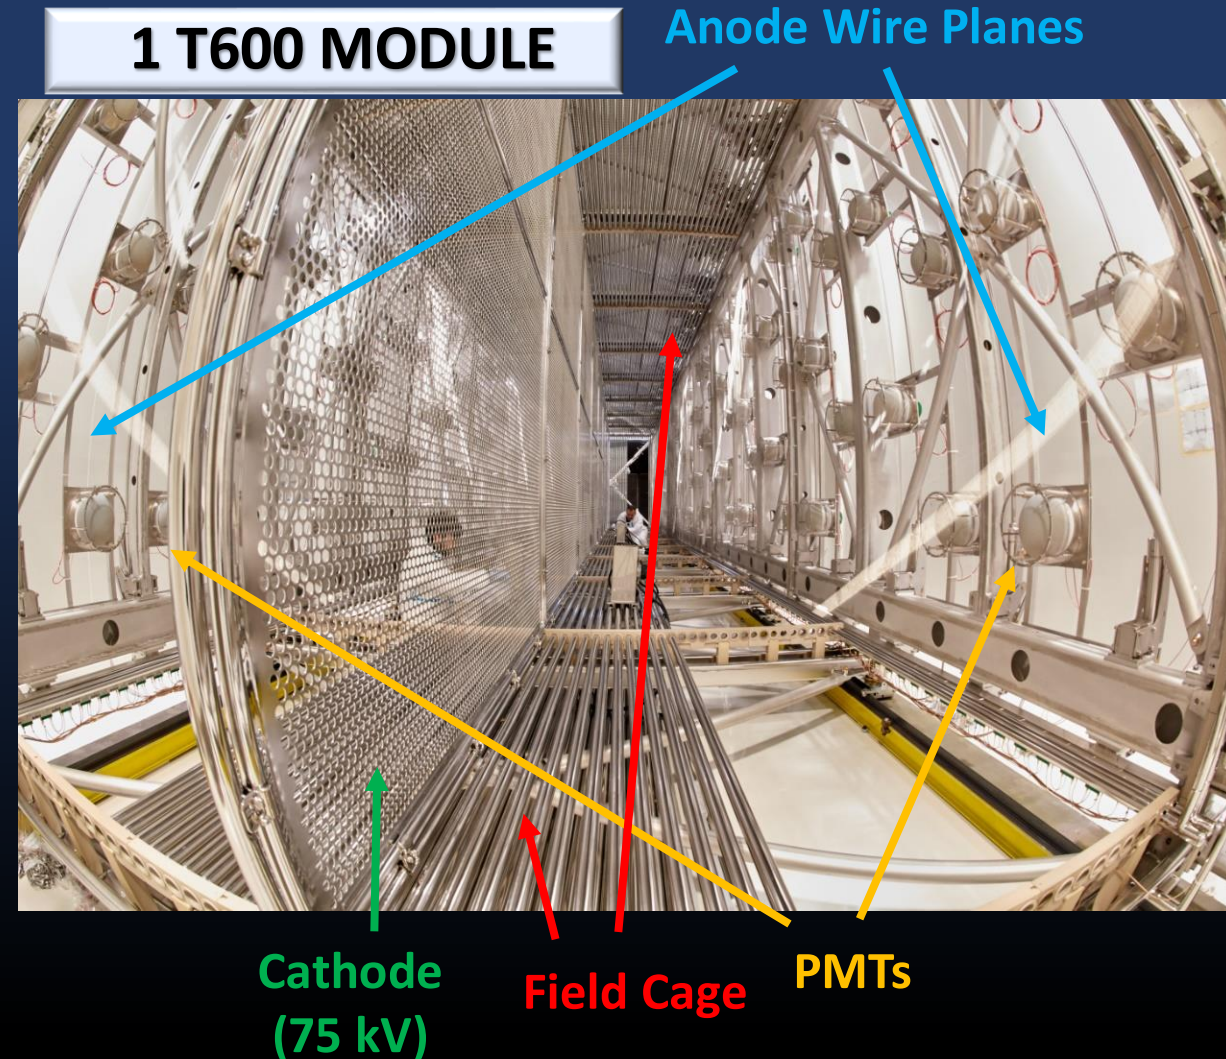 1 T600 MODULE
Anode Wire Planes
Cathode
(75 kV)
Field Cage
PMTs